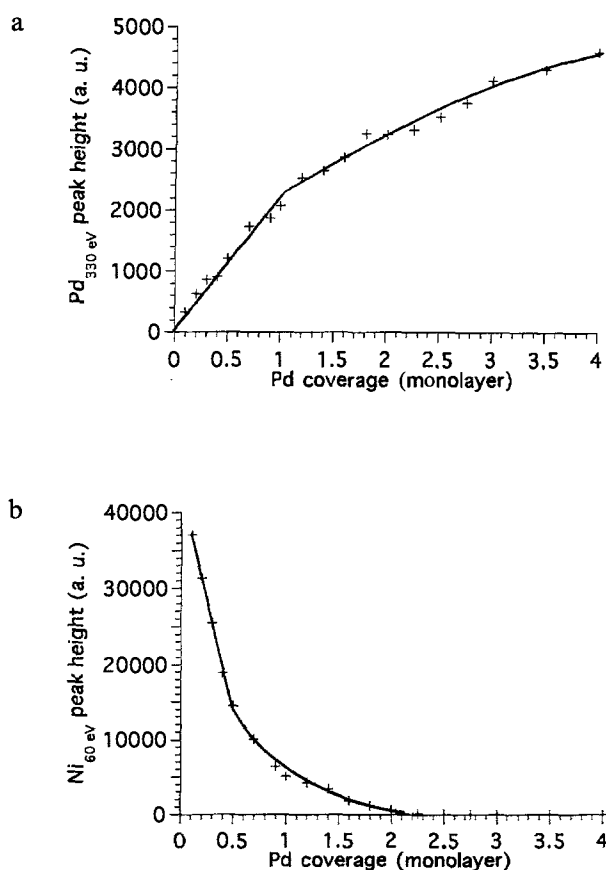 a
Pd330 eV peak height (a. u.)
5000
4000
3000
2000
1000
0
0 0.5 1 1.5 2 2.5 3 3.5 4
Pd coverage (monolayer)
b
Ni60 eV peak height (a. u.)
40000
30000
20000
10000
0
0 0.5 1 1.5 2 2.5 3 3.5 4
Pd coverage (monolayer)